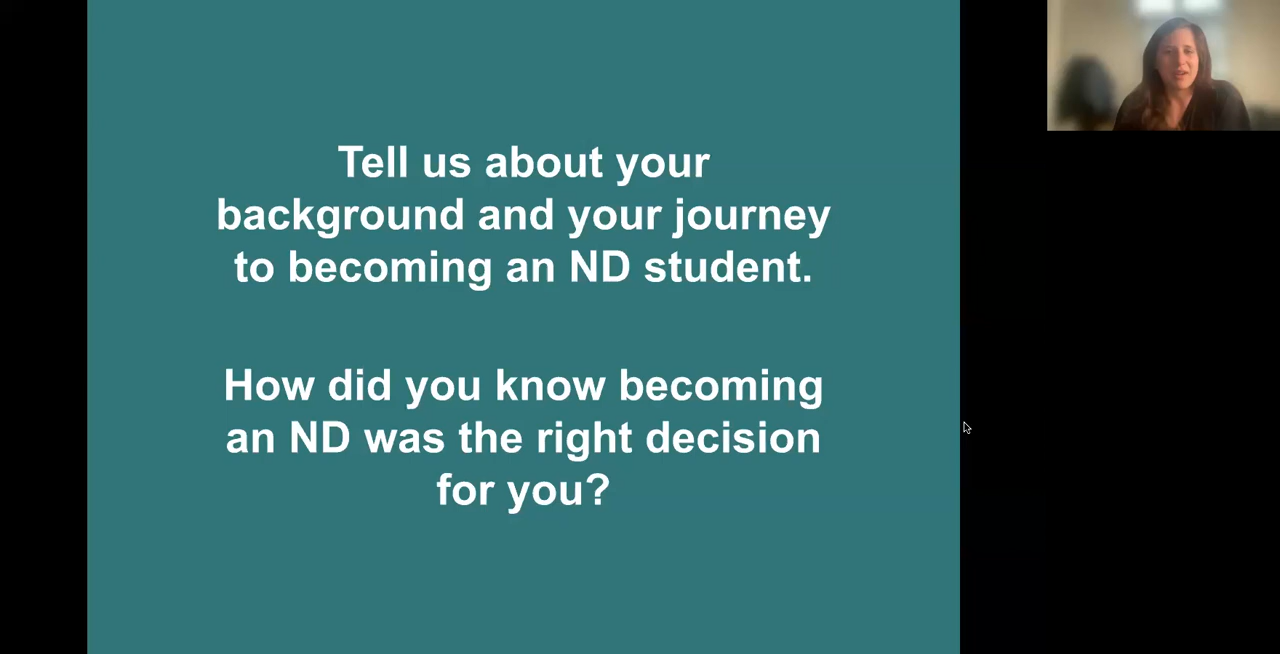 Tell us about your
background and your journey
to becoming an ND student.
How did you know becoming
an ND was the right decision
for you?